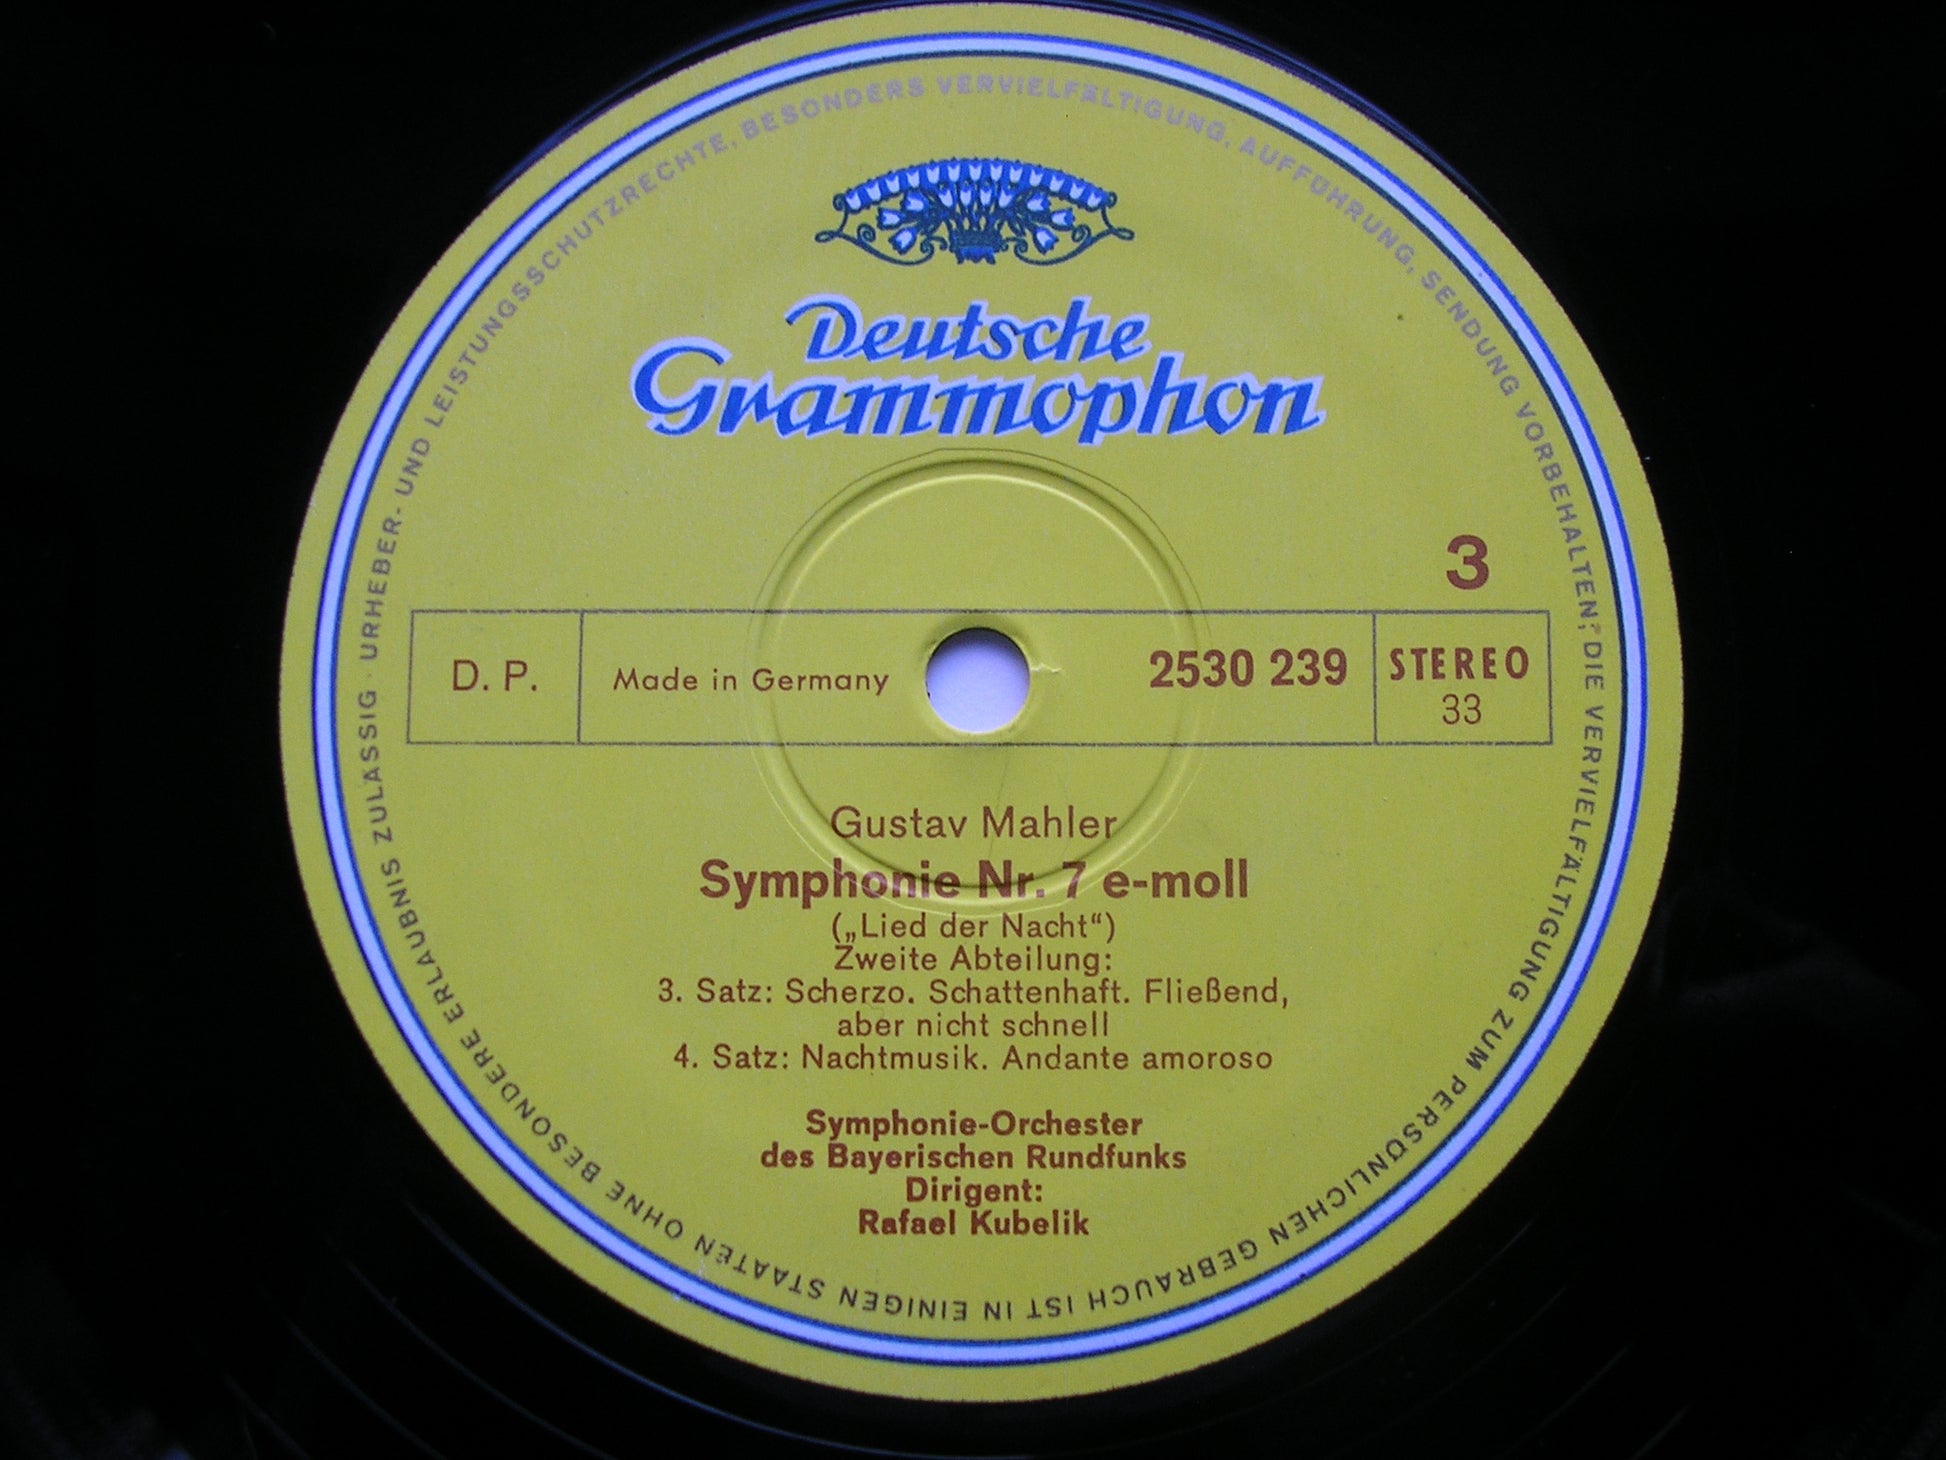 URHEBER- UND LEISTUNGSSCHUTZRECHTE, BESONDERS VERVIELFÄLTIGUNG, AUFFÜHRUNG, SENDUNG VORBEHALTEN; DIE VERVIELFÄLTIGUNG ZUM PERSÖNLICHEN GEBRAUCH IST IN EINIGEN STAATEN OHNE BESONDERE ERLAUBNIS ZULÄSSIG ·
Deutsche
Grammophon
3
D. P.
Made in Germany
2530 239
STEREO
33
Gustav Mahler
Symphonie Nr. 7 e-moll
(„Lied der Nacht“)
Zweite Abteilung:
3. Satz: Scherzo. Schattenhaft. Fließend,
aber nicht schnell
4. Satz: Nachtmusik. Andante amoroso
Symphonie-Orchester
des Bayerischen Rundfunks
Dirigent:
Rafael Kubelik